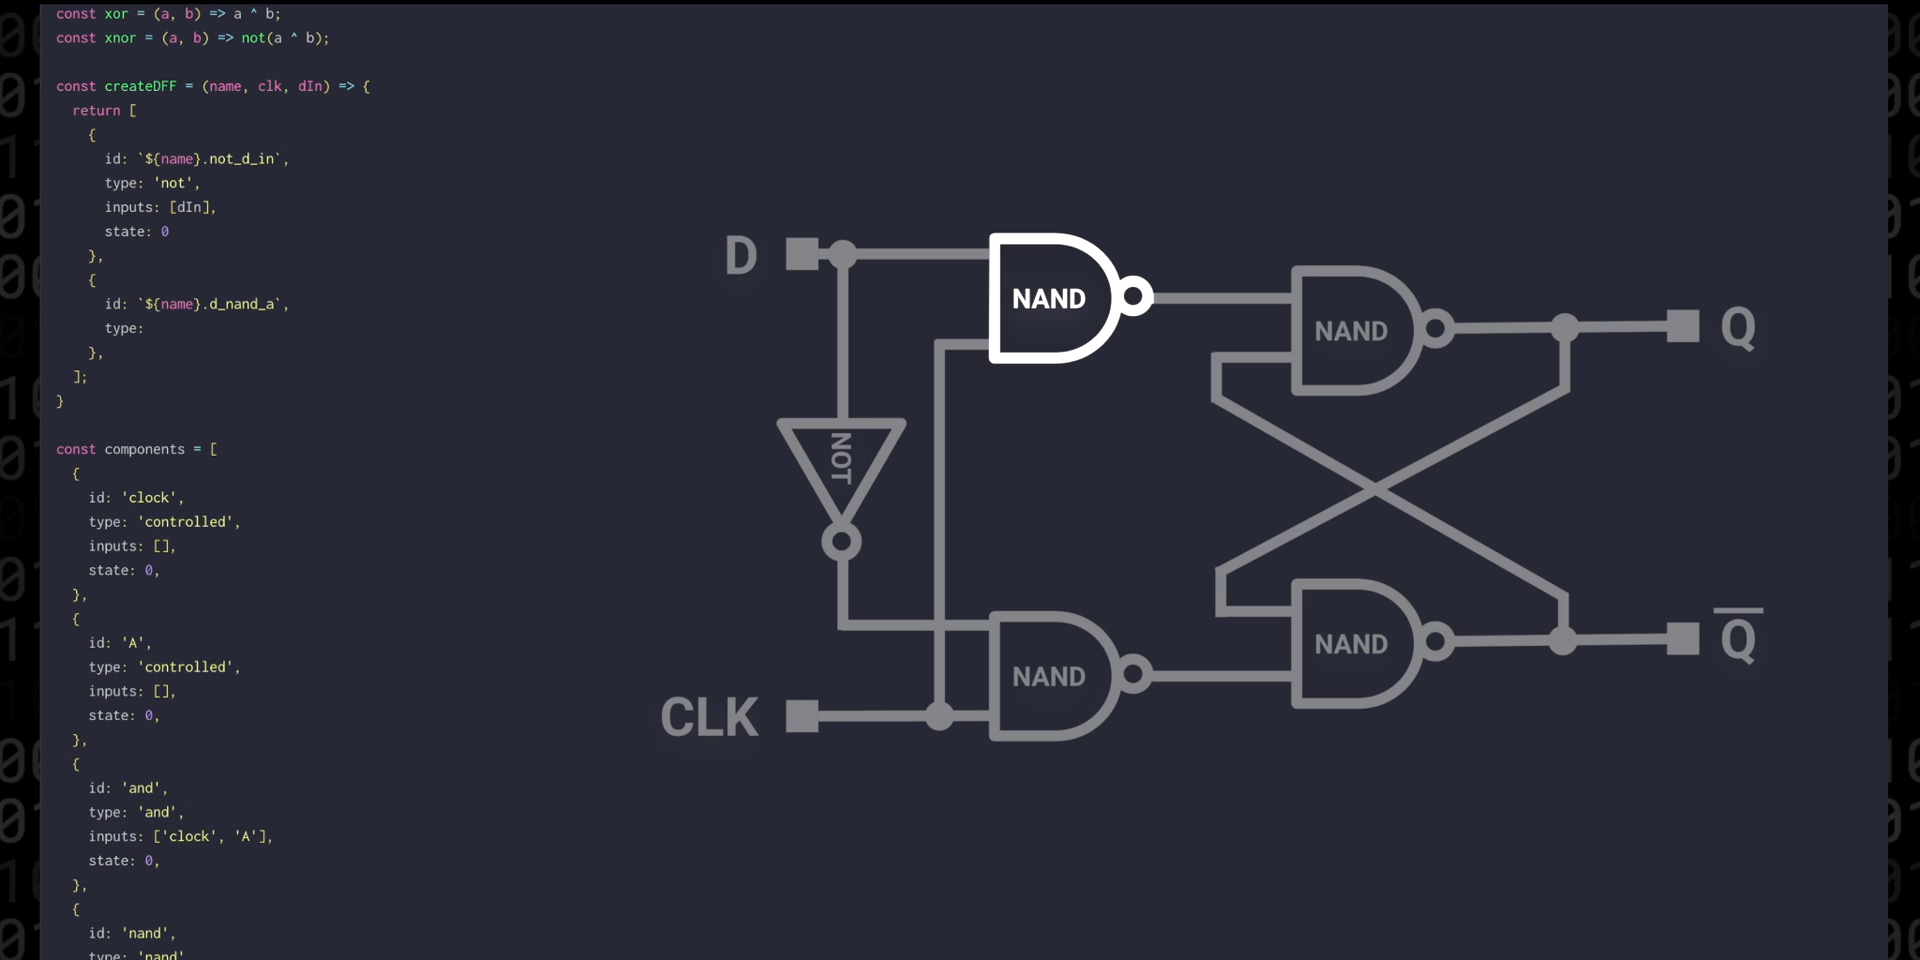 const xor = (a, b) => a ^ b;
const xnor = (a, b) => not(a ^ b);
const createDFF = (name, clk, dIn) => {
  return [
    {
      id: `${name}.not_d_in`,
      type: 'not',
      inputs: [dIn],
      state: 0
    },
    {
      id: `${name}.d_nand_a`,
      type:
    },
  ];
}
const components = [
  {
    id: 'clock',
    type: 'controlled',
    inputs: [],
    state: 0,
  },
  {
    id: 'A',
    type: 'controlled',
    inputs: [],
    state: 0,
  },
  {
    id: 'and',
    type: 'and',
    inputs: ['clock', 'A'],
    state: 0,
  },
  {
    id: 'nand',
    type: 'nand'
D
NAND
NAND
Q
NOT
NAND
NAND
Q̅
CLK